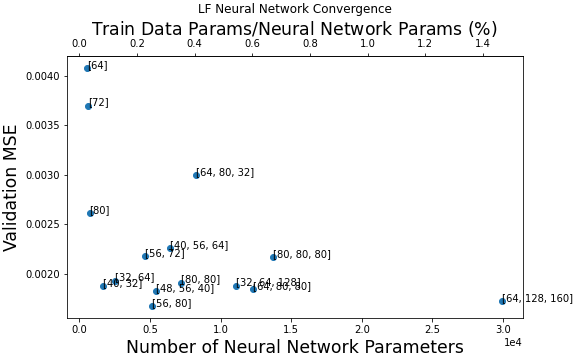 LF Neural Network Convergence
Train Data Params/Neural Network Params (%)
0.0 0.2 0.4 0.6 0.8 1.0 1.2 1.4
Validation MSE
0.0040
0.0035
0.0030
0.0025
0.0020
[64]
[72]
[64, 80, 32]
[80]
[40, 56, 64]
[56, 72]
[80, 80, 80]
[32, 64]
[40, 32]
[80, 80]
[48, 56, 40]
[32, 64, 128]
[64, 80, 80]
[56, 80]
[64, 128, 160]
0.0 0.5 1.0 1.5 2.0 2.5 3.0
1e4
Number of Neural Network Parameters